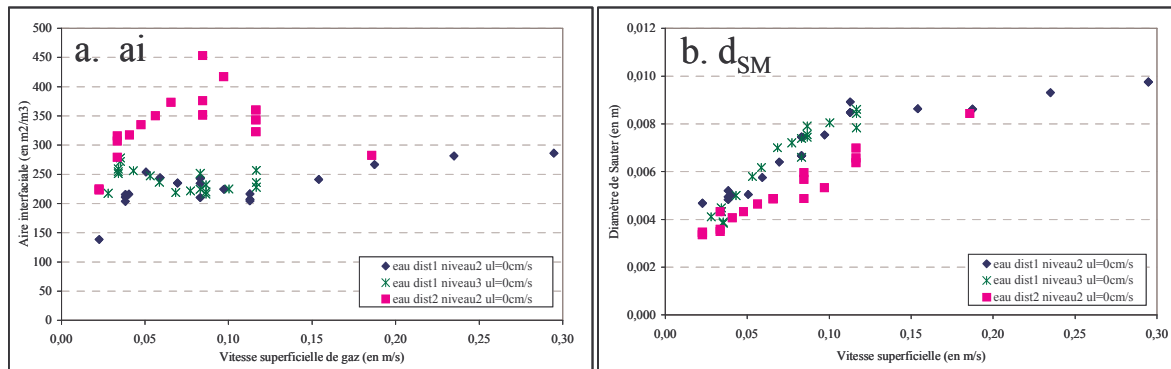 a. ai
Aire interfaciale (en m2/m3)
500
450
400
350
300
250
200
150
100
50
0
0,00
0,05
0,10
0,15
0,20
0,25
0,30
Vitesse superficielle de gaz (en m/s)
eau dist1 niveau2 ul=0cm/s
eau dist1 niveau3 ul=0cm/s
eau dist2 niveau2 ul=0cm/s
b. dSM
Diamètre de Sauter (en m)
0,012
0,010
0,008
0,006
0,004
0,002
0,000
0,00
0,05
0,10
0,15
0,20
0,25
0,30
Vitesse superficielle (en m/s)
eau dist1 niveau2 ul=0cm/s
eau dist1 niveau3 ul=0cm/s
eau dist2 niveau2 ul=0cm/s